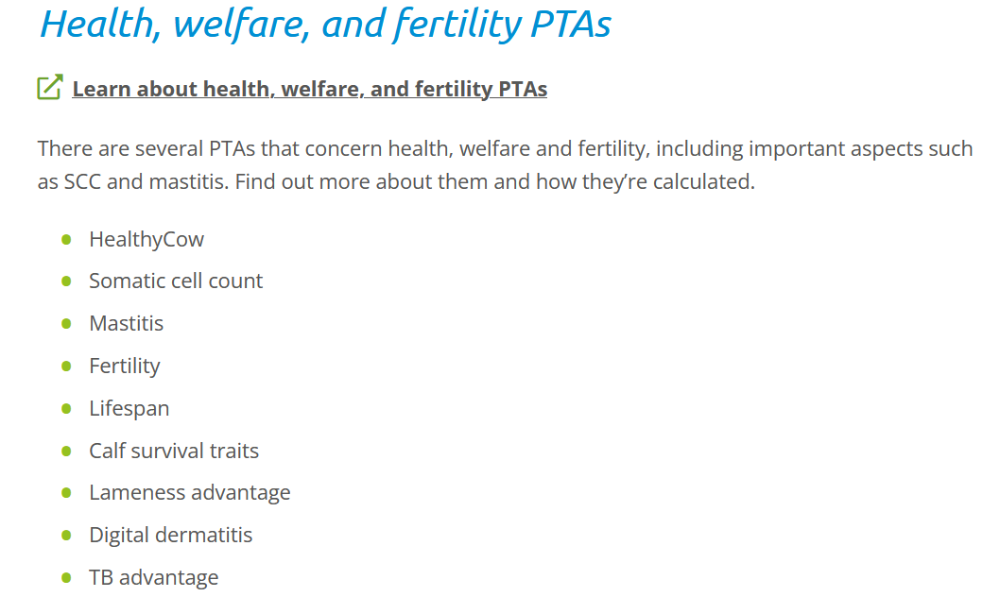 Health, welfare, and fertility PTAs
Learn about health, welfare, and fertility PTAs
There are several PTAs that concern health, welfare and fertility, including important aspects such
as SCC and mastitis. Find out more about them and how they’re calculated.
HealthyCow
Somatic cell count
Mastitis
Fertility
Lifespan
Calf survival traits
Lameness advantage
Digital dermatitis
TB advantage